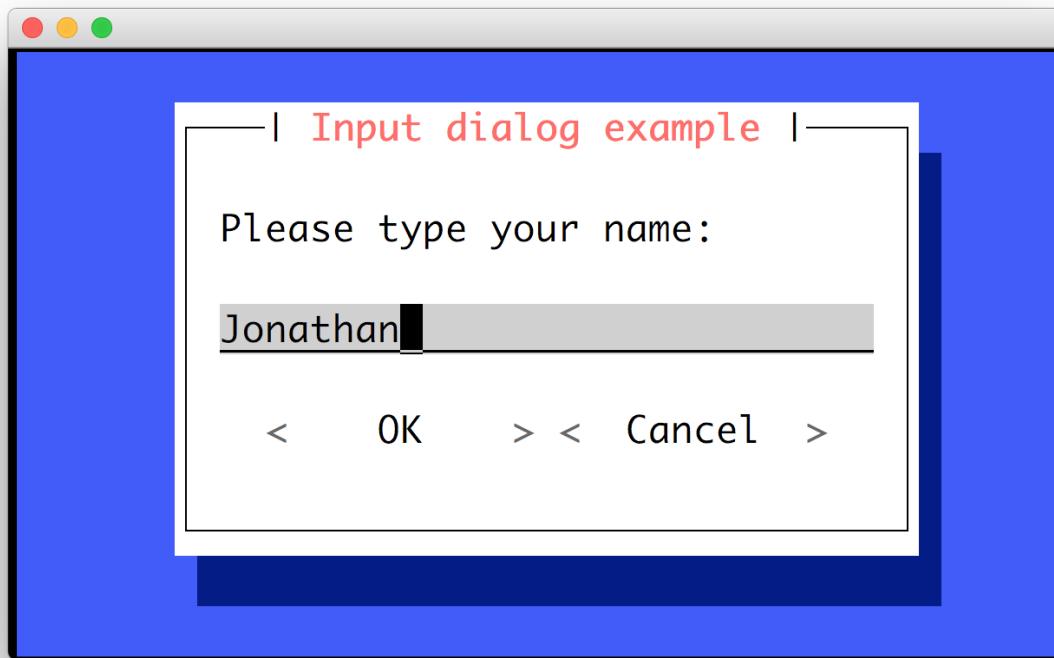 | Input dialog example |
Please type your name:
Jonathan
< OK > < Cancel >